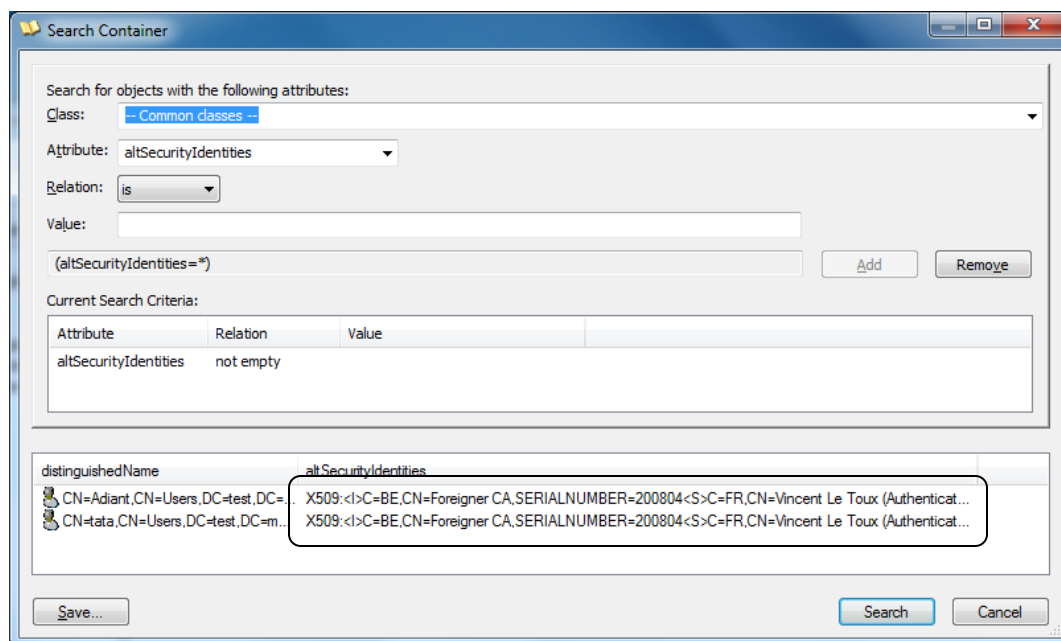 Search Container
Search for objects with the following attributes:
Class: -- Common classes --
Attribute: altSecurityIdentities
Relation: is
Value:
(altSecurityIdentities=*) Add Remove
Current Search Criteria:
Attribute Relation Value
altSecurityIdentities not empty
distinguishedName altSecurityIdentities
CN=Adiant,CN=Users,DC=test,DC=... X509:<I>C=BE,CN=Foreigner CA,SERIALNUMBER=200804<S>C=FR,CN=Vincent Le Toux (Authenticat...
CN=tata,CN=Users,DC=test,DC=m... X509:<I>C=BE,CN=Foreigner CA,SERIALNUMBER=200804<S>C=FR,CN=Vincent Le Toux (Authenticat...
Save... Search Cancel